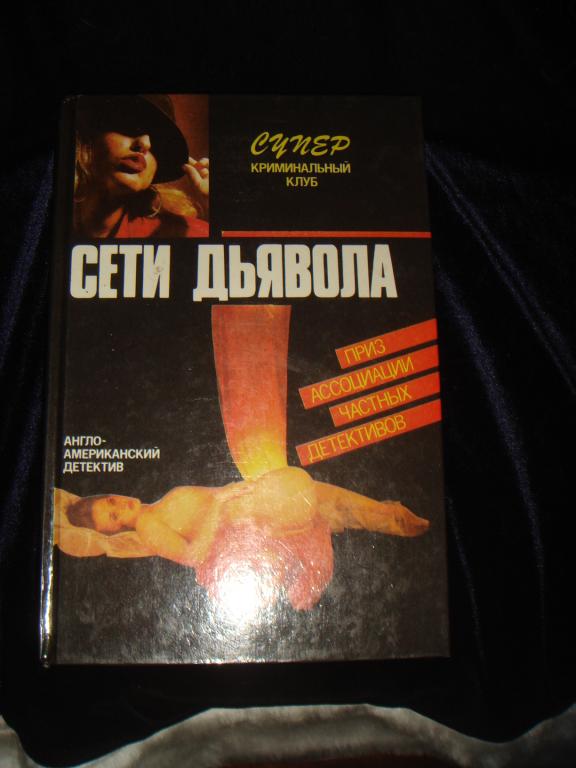 СУПЕР
КРИМИНАЛЬНЫЙ
КЛУБ
СЕТИ ДЬЯВОЛА
ПРИЗ
АССОЦИАЦИИ
ЧАСТНЫХ
ДЕТЕКТИВОВ
АНГЛО-
АМЕРИКАНСКИЙ
ДЕТЕКТИВ